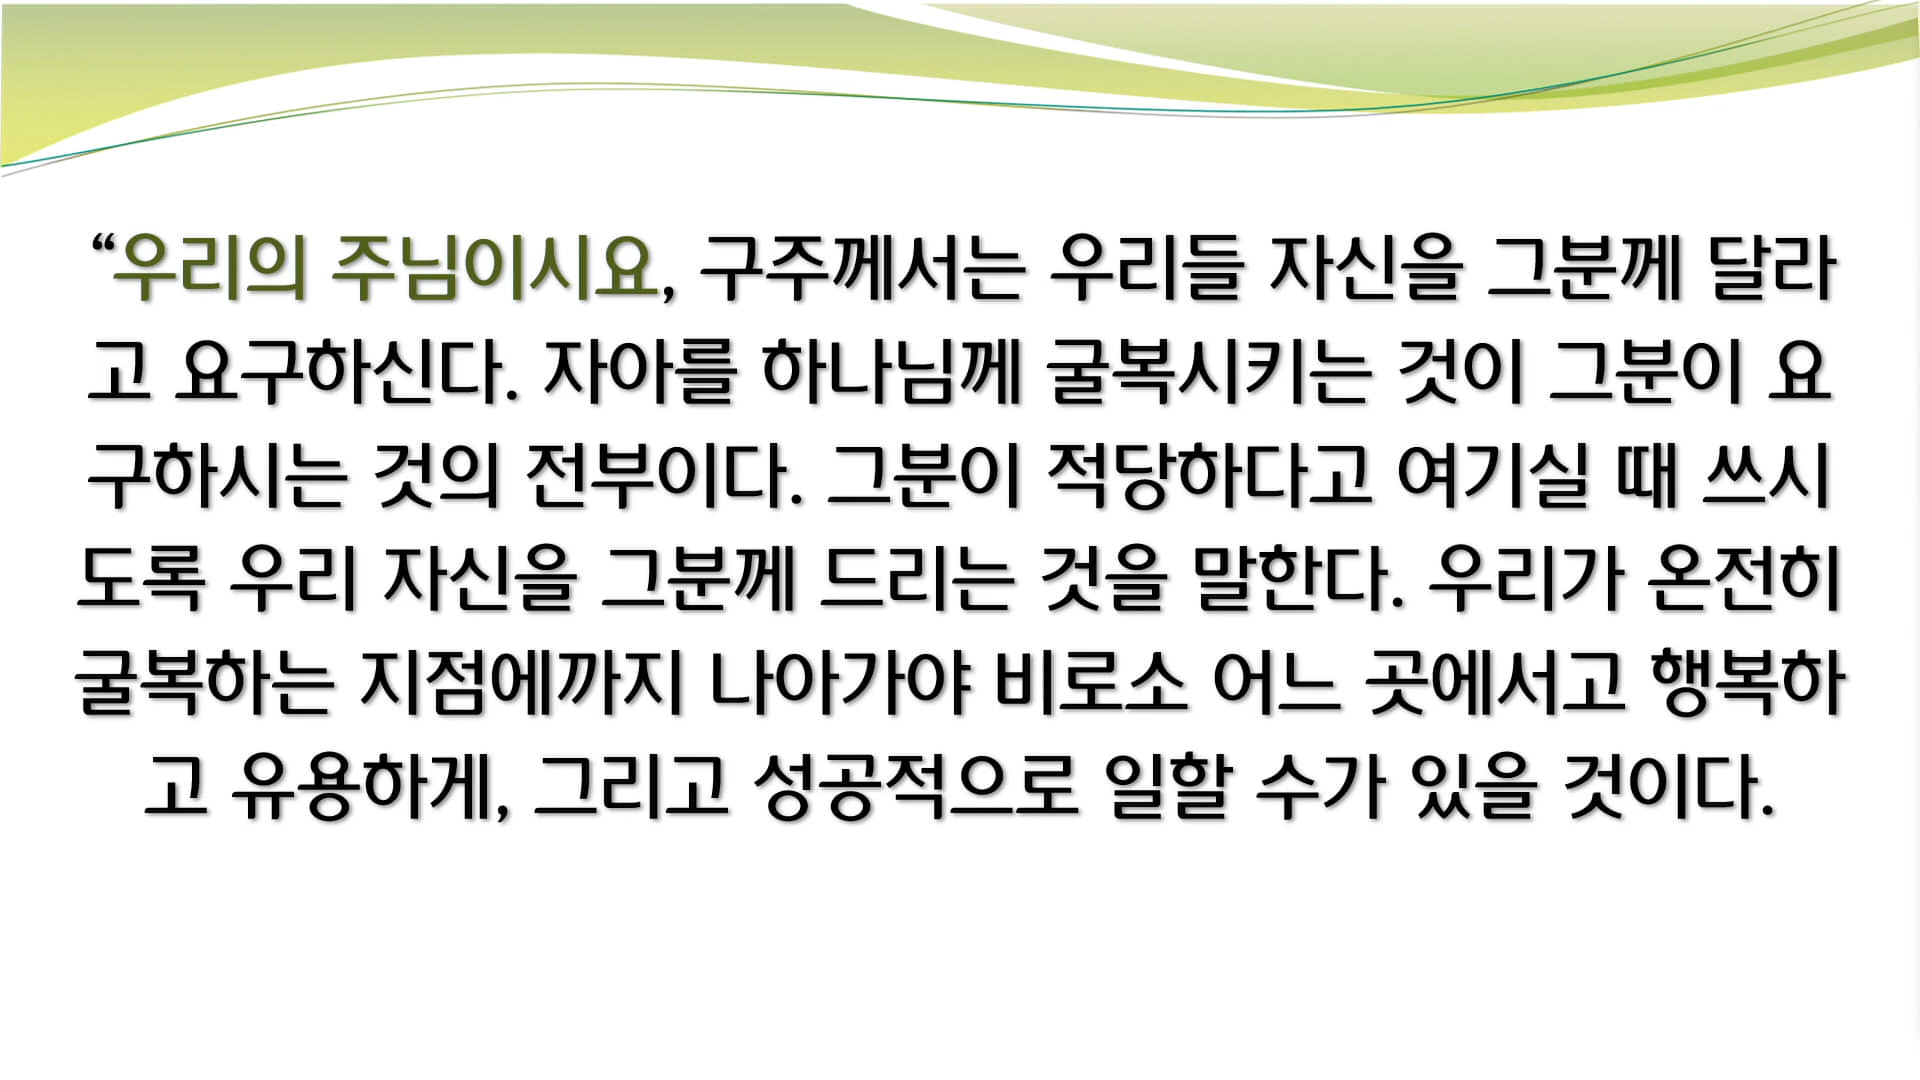 “우리의 주님이시요, 구주께서는 우리들 자신을 그분께 달라
고 요구하신다. 자아를 하나님께 굴복시키는 것이 그분이 요
구하시는 것의 전부이다. 그분이 적당하다고 여기실 때 쓰시
도록 우리 자신을 그분께 드리는 것을 말한다. 우리가 온전히
굴복하는 지점에까지 나아가야 비로소 어느 곳에서고 행복하
고 유용하게, 그리고 성공적으로 일할 수가 있을 것이다.